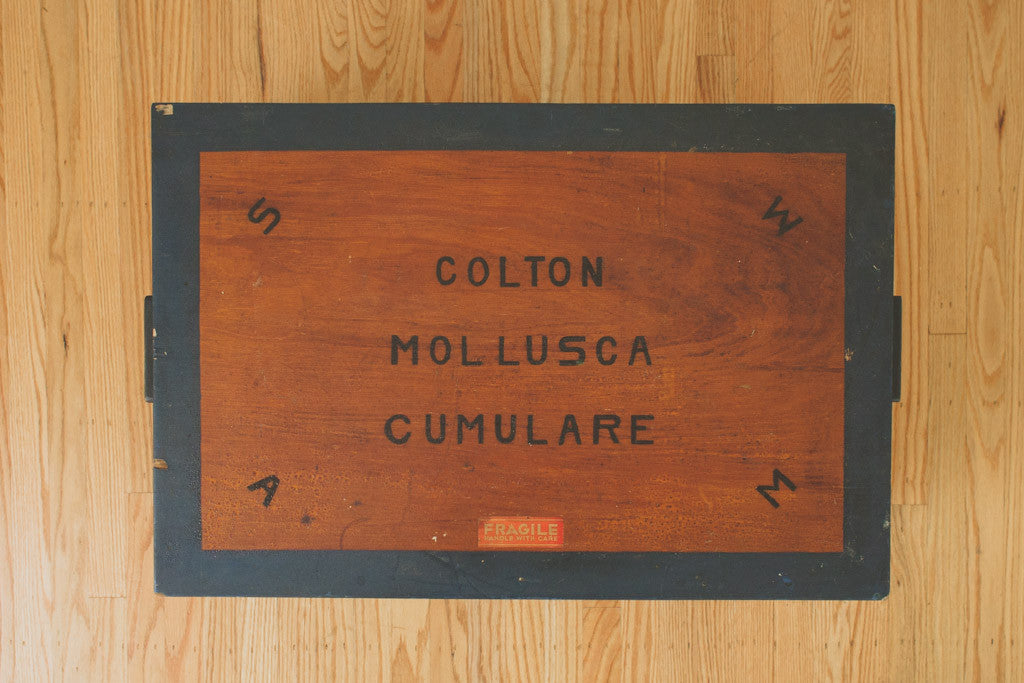 S M
COLTON
MOLLUSCA
CUMULARE
A M
FRAGILE
HANDLE WITH CARE